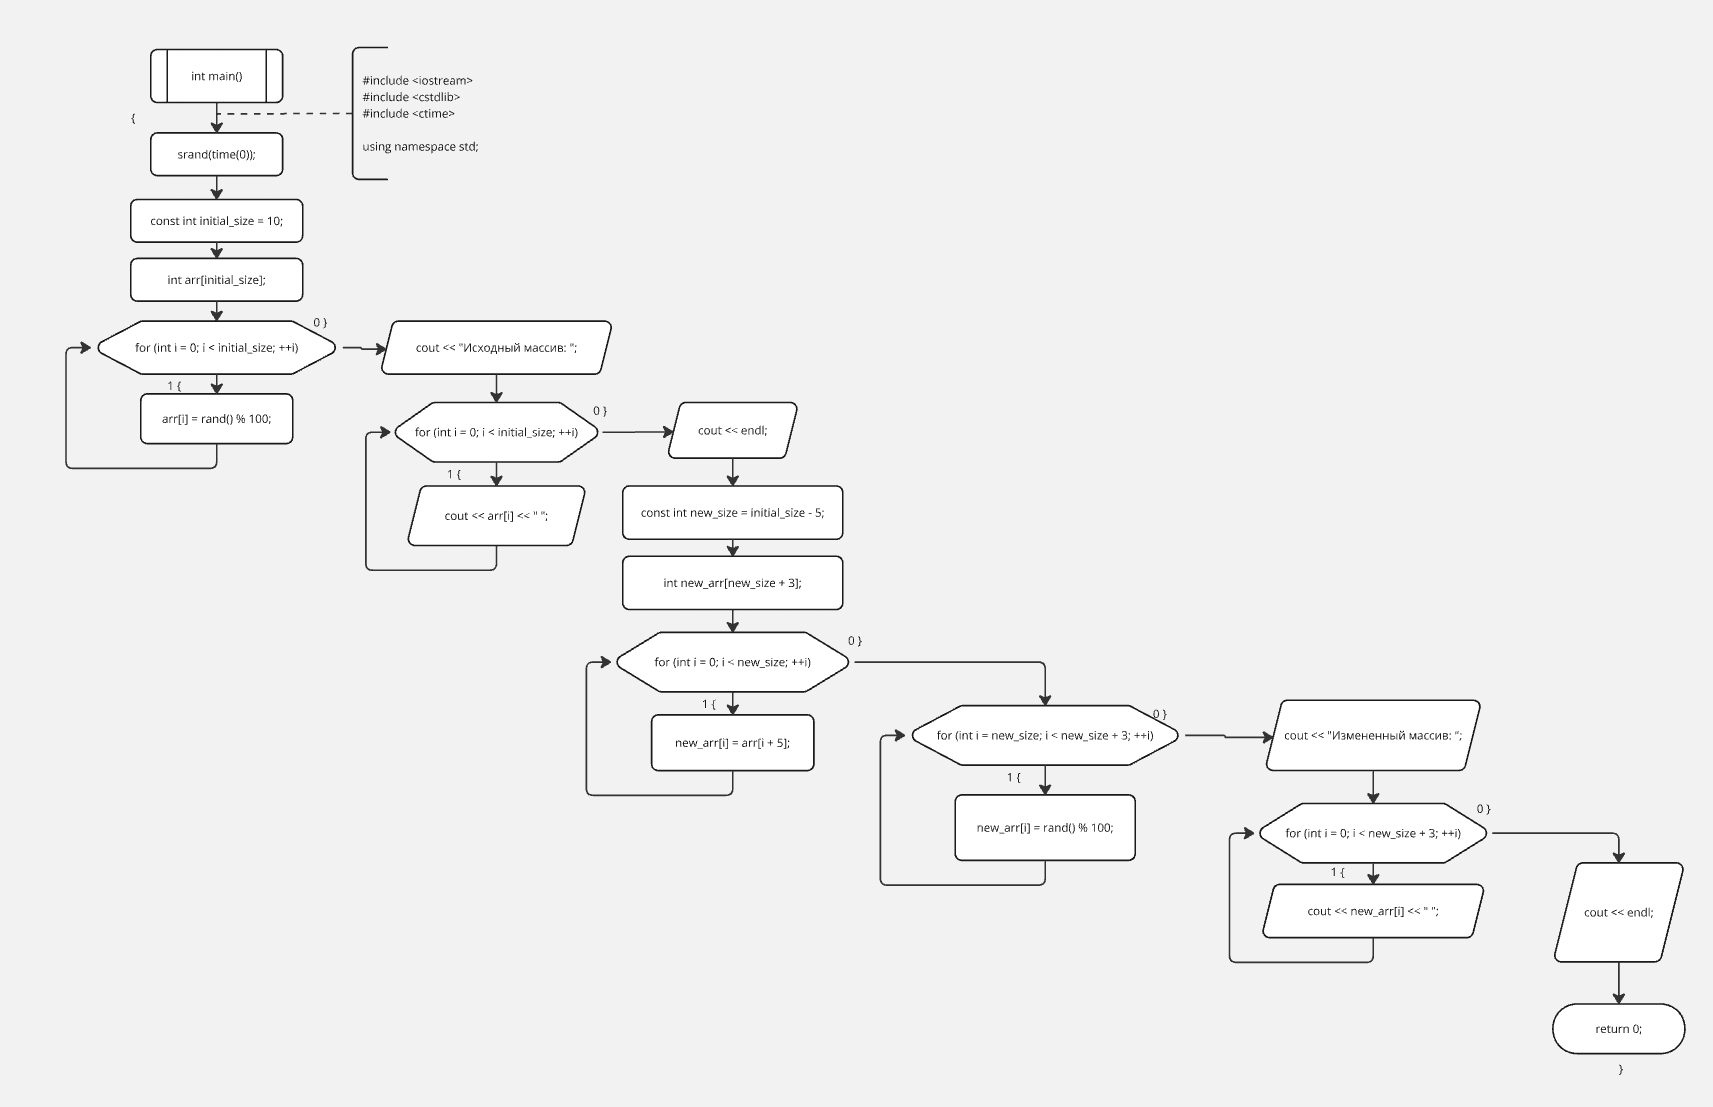 int main()
#include <iostream>
#include <cstdlib>
#include <ctime>
using namespace std;
{
srand(time(0));
const int initial_size = 10;
int arr[initial_size];
0 }
for (int i = 0; i < initial_size; ++i)
1 {
arr[i] = rand() % 100;
cout << "Исходный массив: ";
0 }
for (int i = 0; i < initial_size; ++i)
1 {
cout << arr[i] << " ";
cout << endl;
const int new_size = initial_size - 5;
int new_arr[new_size + 3];
0 }
for (int i = 0; i < new_size; ++i)
1 {
new_arr[i] = arr[i + 5];
0 }
for (int i = new_size; i < new_size + 3; ++i)
1 {
new_arr[i] = rand() % 100;
cout << "Измененный массив: ";
0 }
for (int i = 0; i < new_size + 3; ++i)
1 {
cout << new_arr[i] << " ";
cout << endl;
return 0;
}